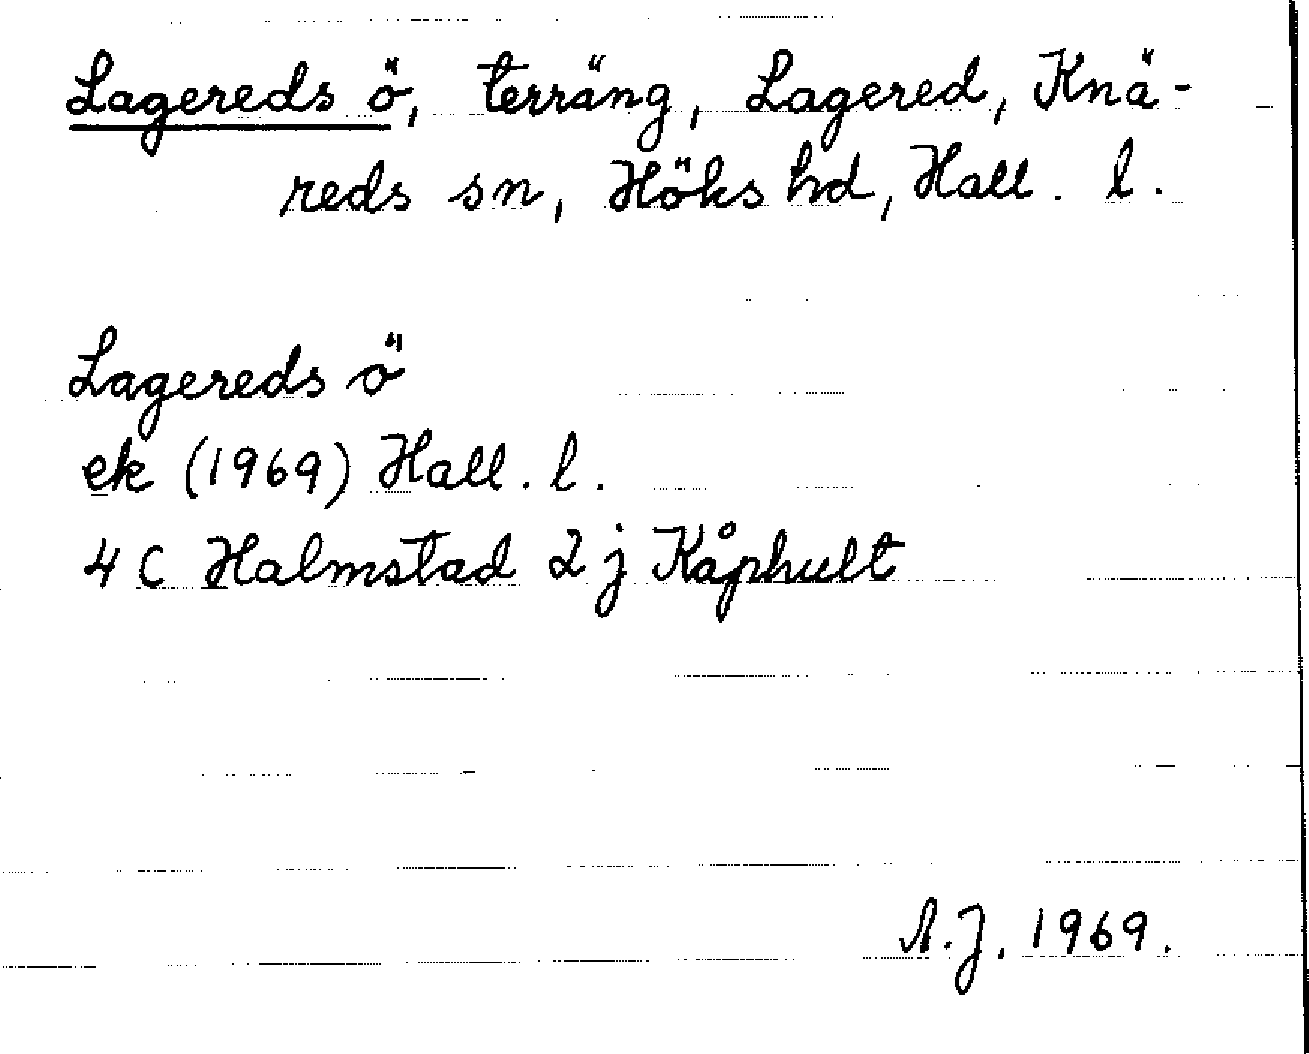 Lagereds ö, terräng, Lagered, Knä-
reds sn, Höks hd, Hall. l.
Lagereds ö
ek (1969) Hall. l.
4 C Halmstad 2 j Kåphult
A.J. 1969.